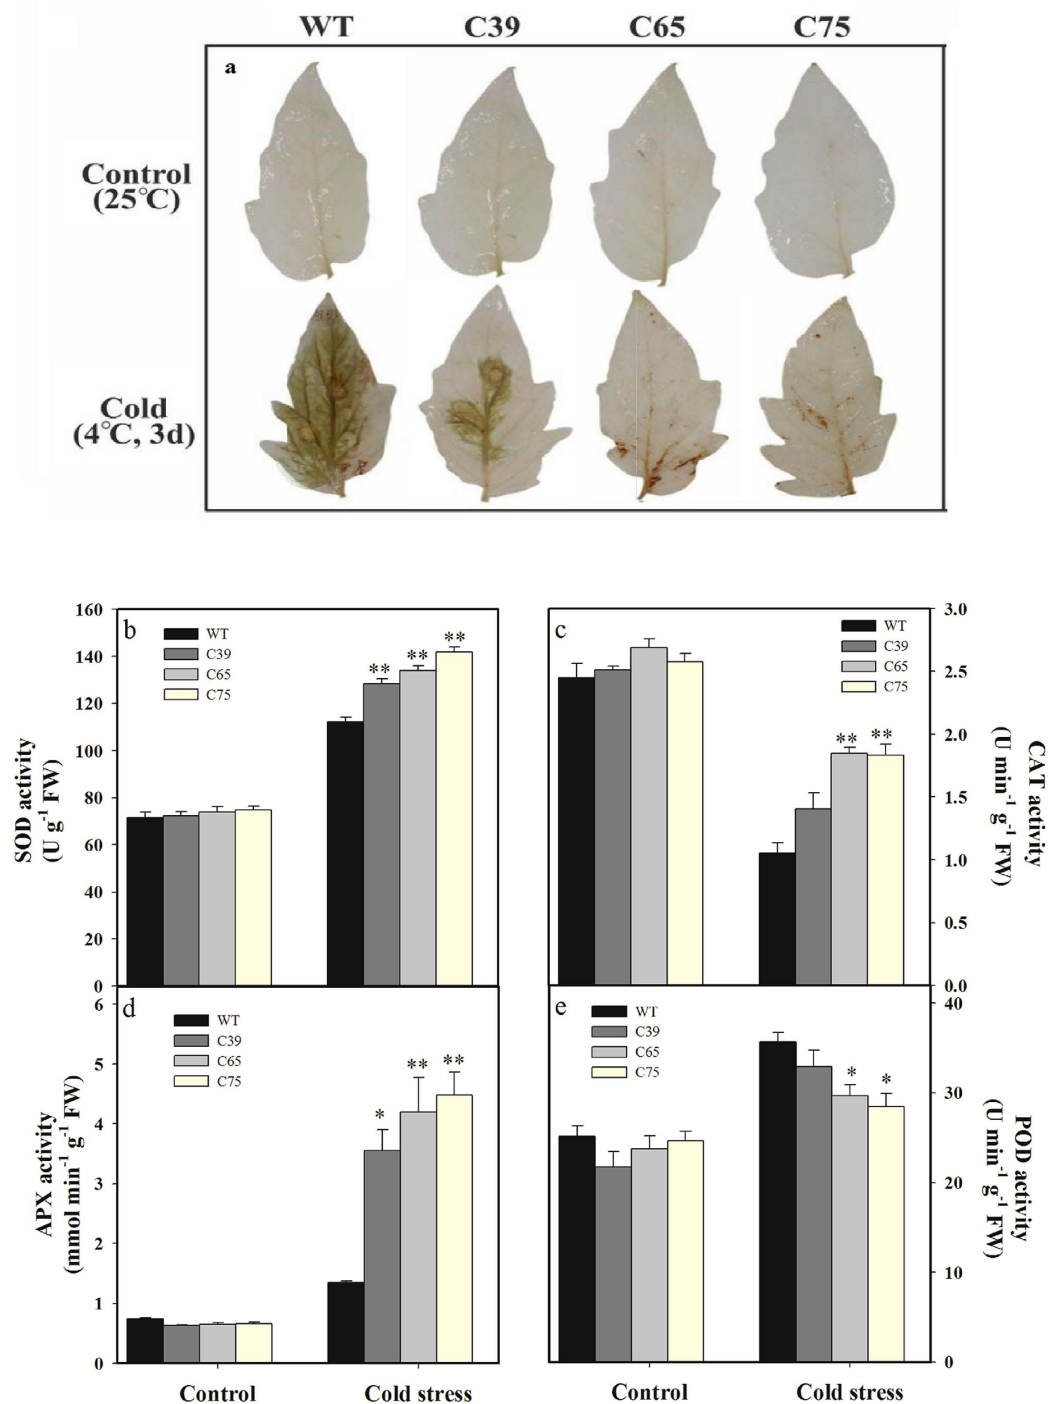 WT C39 C65 C75
a
Control
(25℃)
Cold
(4℃, 3d)
b
WT
C39
C65
C75
160
140
120
100
80
60
40
20
0
SOD activity
(U g-1 FW)
** ** **
c
WT
C39
C65
C75
3.0
2.5
2.0
1.5
1.0
0.5
0.0
CAT activity
(U min-1 g-1 FW)
** **
d
WT
C39
C65
C75
6
5
4
3
2
1
0
APX activity
(mmol min-1 g-1 FW)
* ** **
Control Cold stress
e
WT
C39
C65
C75
40
30
20
10
0
POD activity
(U min-1 g-1 FW)
* *
Control Cold stress